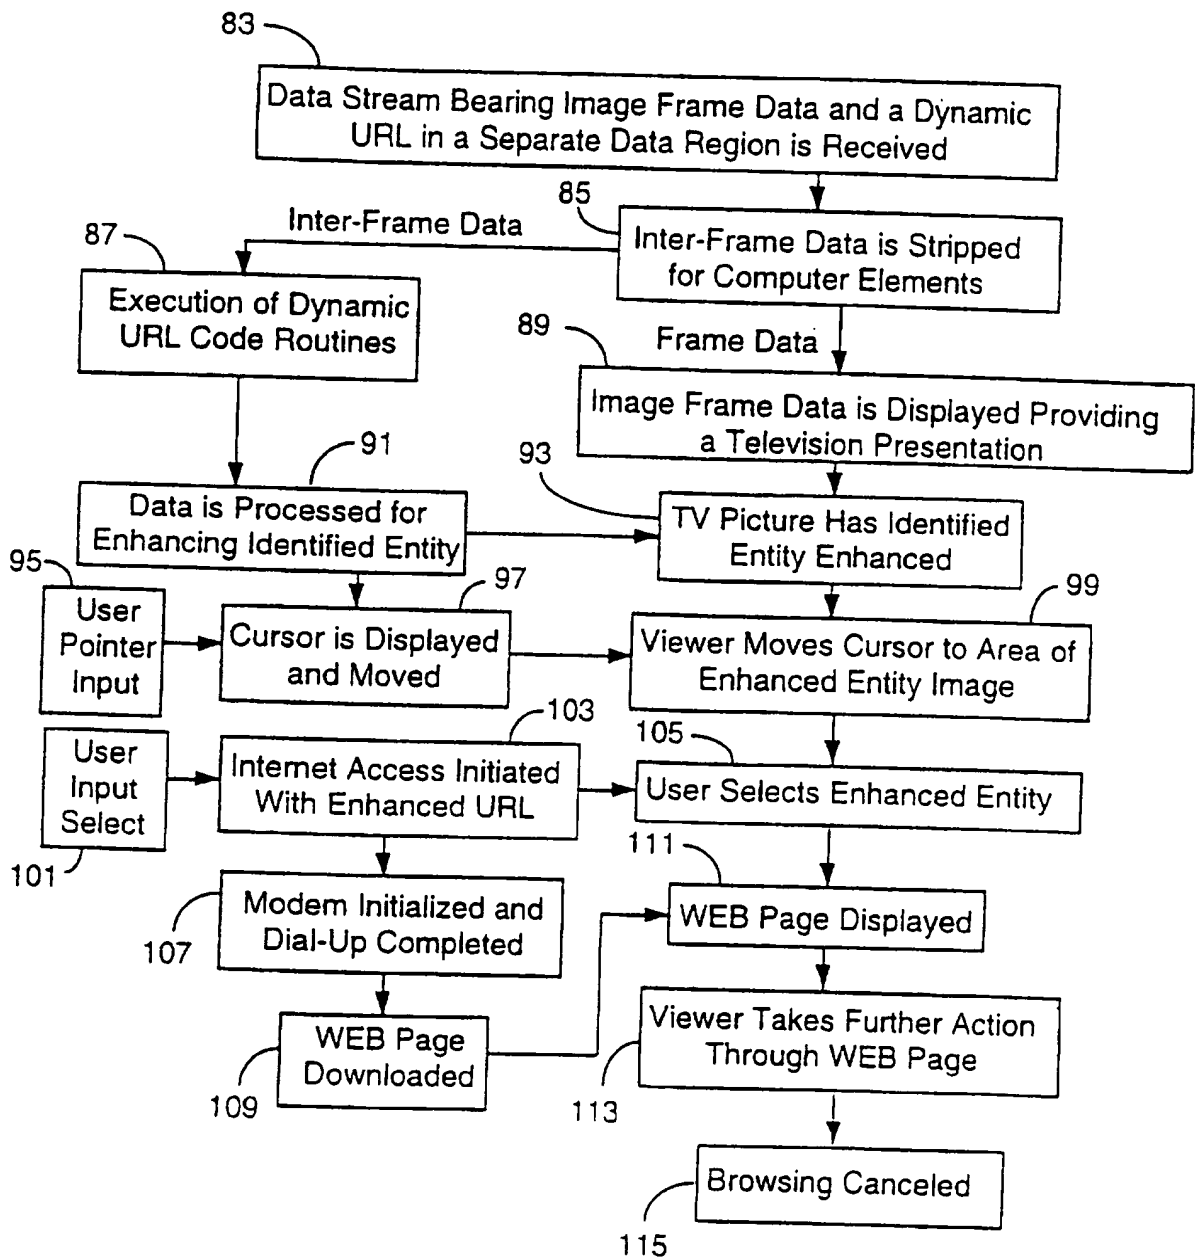 83
Data Stream Bearing Image Frame Data and a Dynamic
URL in a Separate Data Region is Received
85
Inter-Frame Data
87
Inter-Frame Data is Stripped
for Computer Elements
Execution of Dynamic
URL Code Routines
89
Frame Data
Image Frame Data is Displayed Providing
a Television Presentation
91
93
Data is Processed for
Enhancing Identified Entity
TV Picture Has Identified
Entity Enhanced
95
97
99
User
Pointer
Input
Cursor is Displayed
and Moved
Viewer Moves Cursor to Area of
Enhanced Entity Image
103
105
User
Input
Select
101
Internet Access Initiated
With Enhanced URL
User Selects Enhanced Entity
111
Modem Initialized and
Dial-Up Completed
107
WEB Page Displayed
WEB Page
Downloaded
109
Viewer Takes Further Action
Through WEB Page
113
Browsing Canceled
115